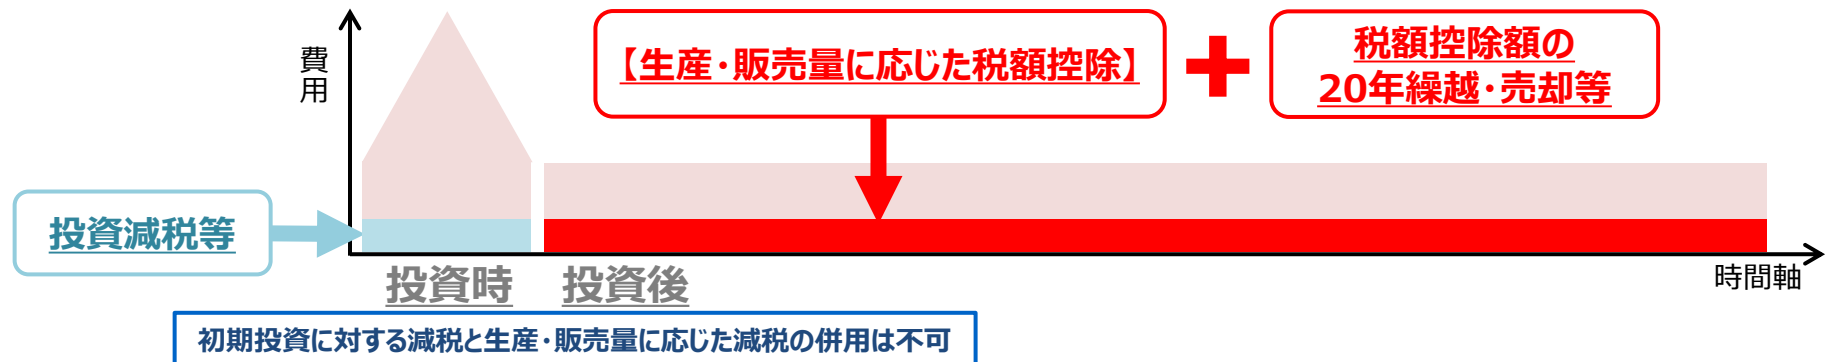 費用
【生産・販売量に応じた税額控除】
税額控除額の
20年繰越・売却等
投資減税等
投資時
投資後
時間軸
初期投資に対する減税と生産・販売量に応じた減税の併用は不可